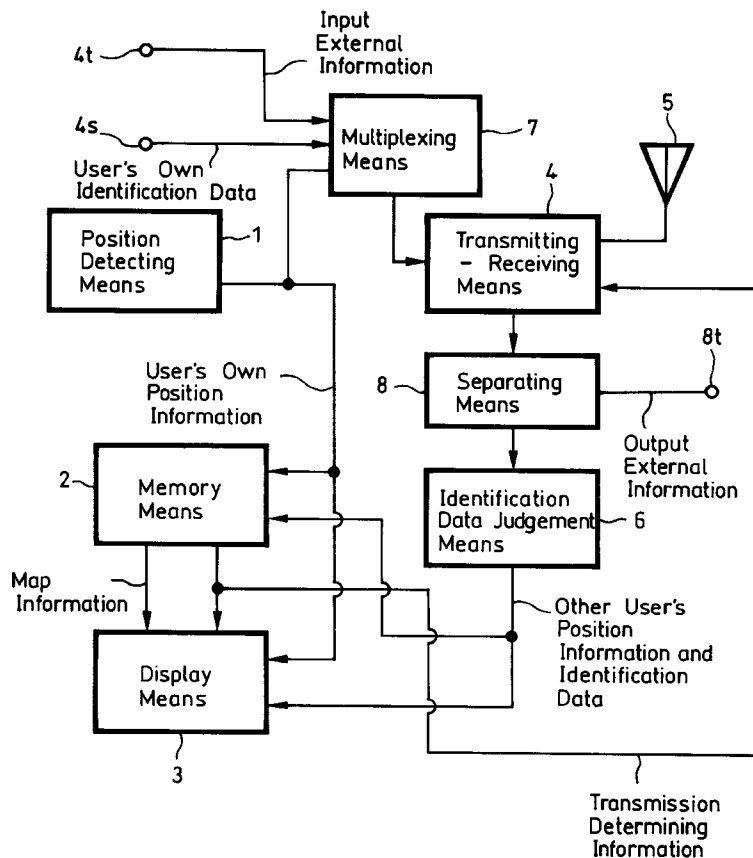 Input
External
Information
4t
4s
User's Own
Identification Data
Multiplexing
Means
7
5
4
Position
Detecting
Means
1
Transmitting
- Receiving
Means
User's Own
Position
Information
8
Separating
Means
8t
Output
External
Information
2
Memory
Means
Identification
Data Judgement
Means
6
Map
Information
Display
Means
3
Other User's
Position
Information and
Identification
Data
Transmission
Determining
Information